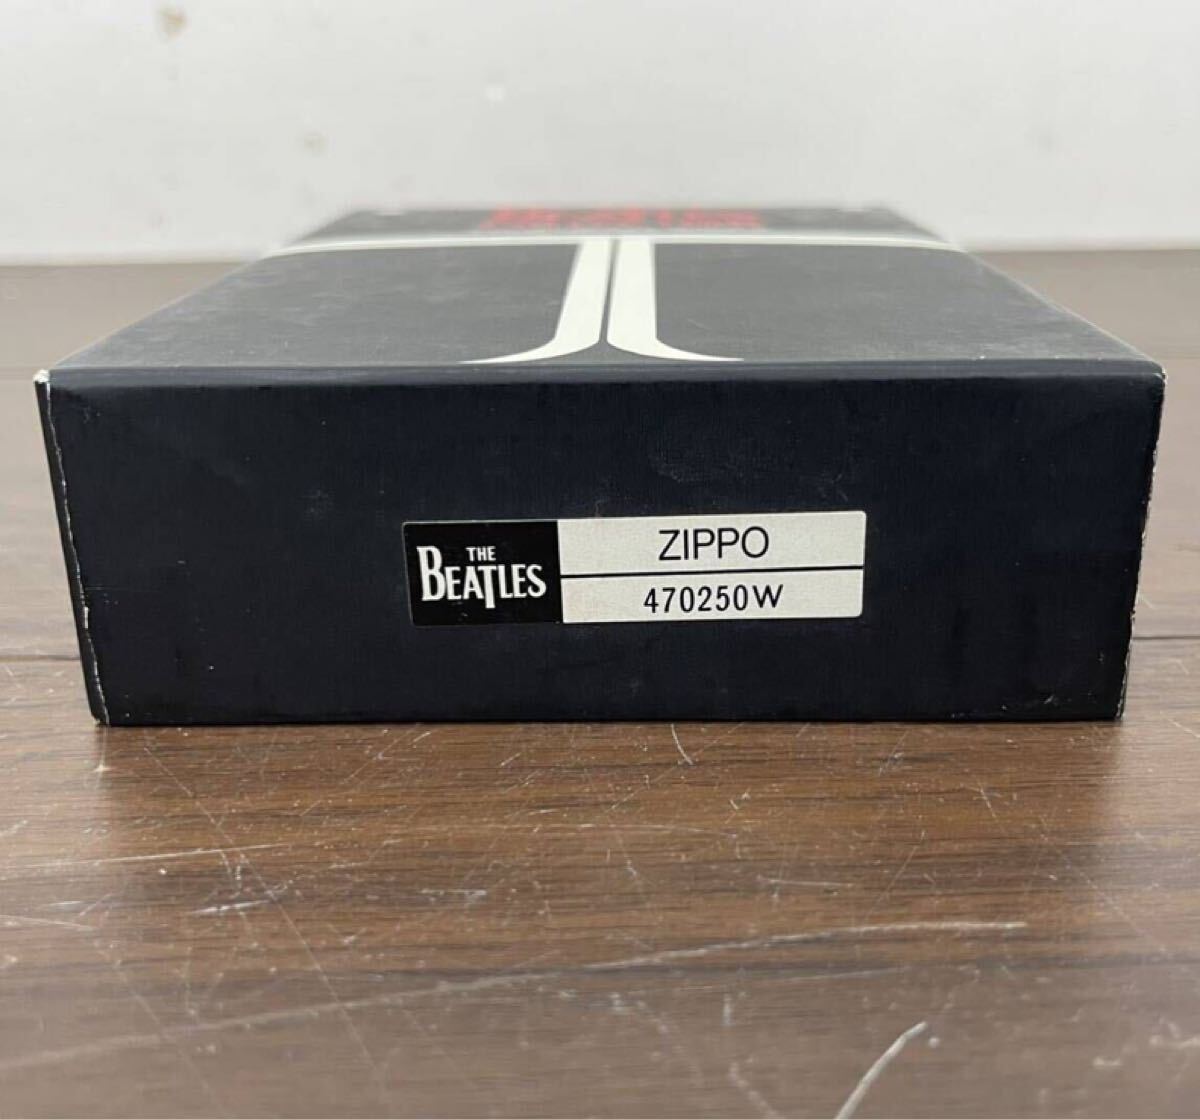 THE
BEATLES
ZIPPO
470250W